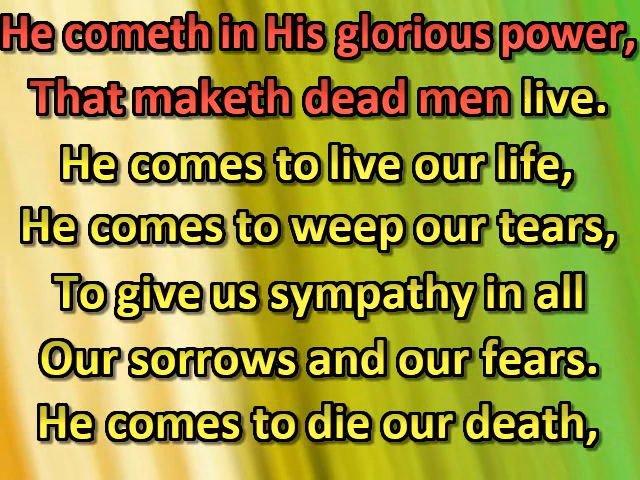 He cometh in His glorious power,
That maketh dead men live.
He comes to live our life,
He comes to weep our tears,
To give us sympathy in all
Our sorrows and our fears.
He comes to die our death,